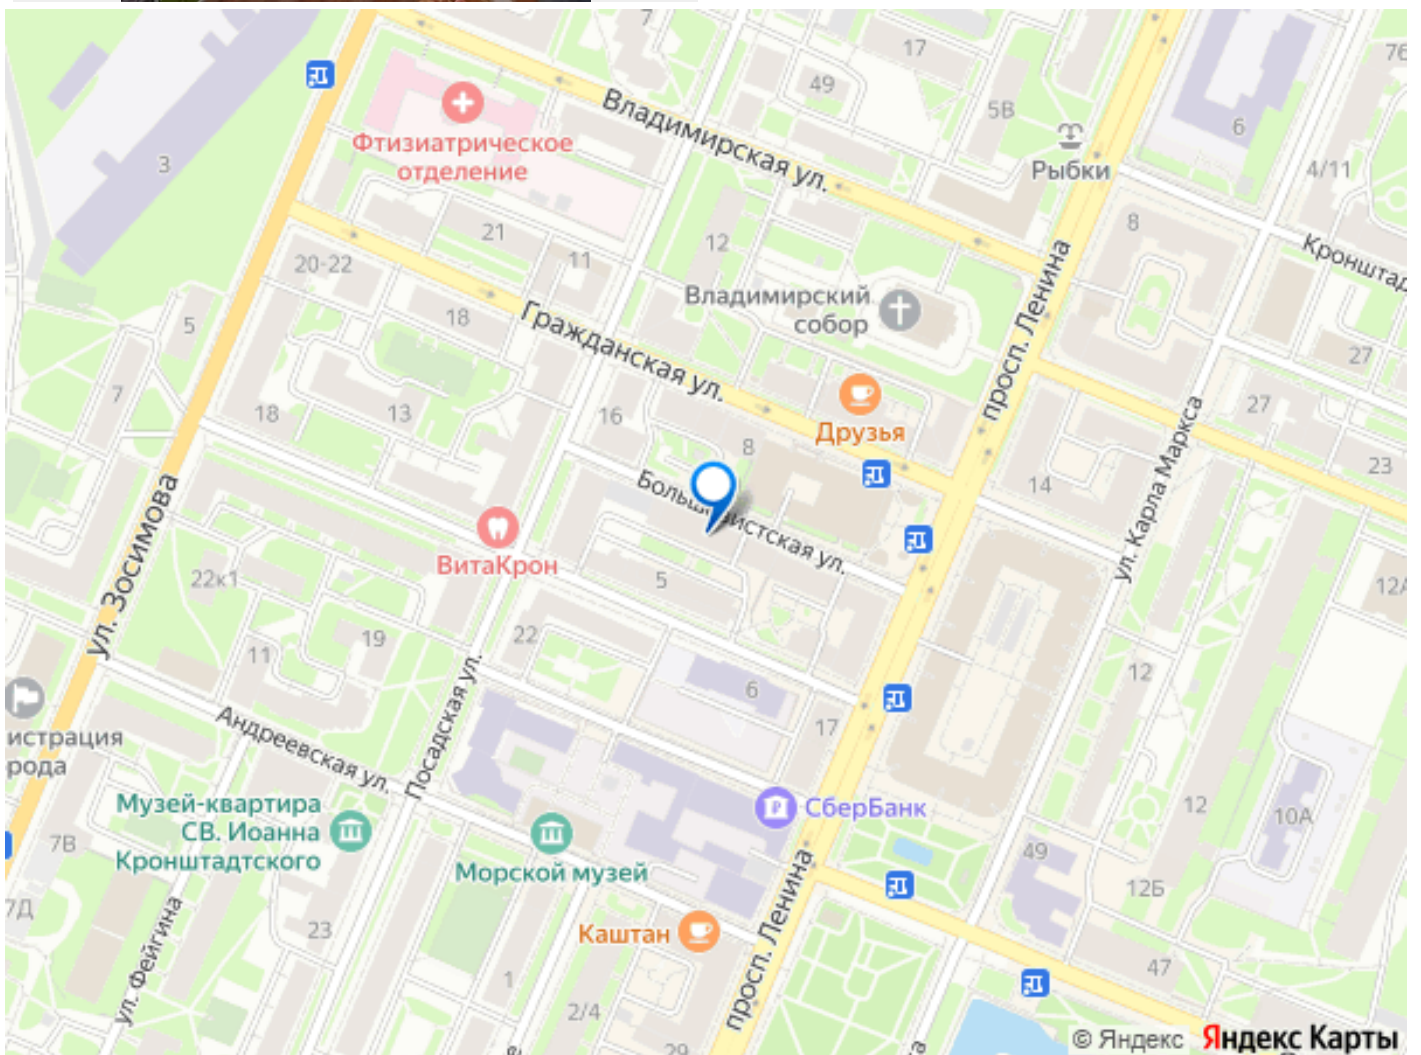 7
17
76
49
5В
6
Владимирская ул.
Фтизиатрическое
отделение
Рыбки
4/11
3
21
12
8
11
20-22
Кронштад
Владимирский
собор
5
18
Гражданская ул.
просп. Ленина
27
7
18
13
16
Друзья
27
8
23
14
ул. Карла Маркса
ул. Зосимова
ская ул.
ВитаКрон
5
22к1
12А
22
19
11
12
6
17
Посадская ул.
Андреевская ул.
истрация
рода
Музей-квартира
СВ. Иоанна
Кронштадтского
СберБанк
12
10А
7В
Морской музей
49
12Б
7Д
23
Каштан
просп. Ленина
ул. Фейгина
47
1
2/4
29
© Яндекс Яндекс Карты